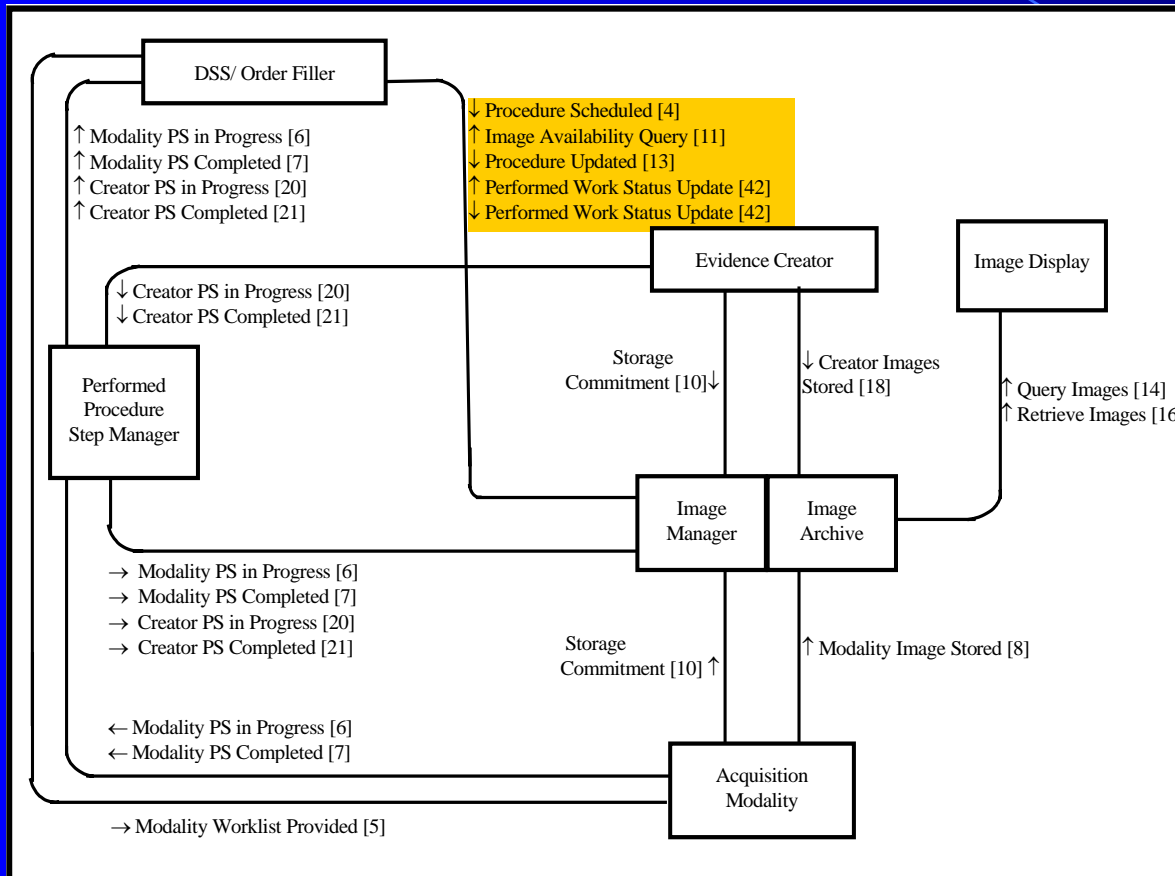 DSS/ Order Filler
↓ Procedure Scheduled [4]
↑ Image Availability Query [11]
↓ Procedure Updated [13]
↑ Performed Work Status Update [42]
↓ Performed Work Status Update [42]
↑ Modality PS in Progress [6]
↑ Modality PS Completed [7]
↑ Creator PS in Progress [20]
↑ Creator PS Completed [21]
Evidence Creator
Image Display
↓ Creator PS in Progress [20]
↓ Creator PS Completed [21]
Storage
Commitment [10]↓
↓ Creator Images
Stored [18]
↑ Query Images [14]
↑ Retrieve Images [16
Performed
Procedure
Step Manager
Image
Manager
Image
Archive
→ Modality PS in Progress [6]
→ Modality PS Completed [7]
→ Creator PS in Progress [20]
→ Creator PS Completed [21]
Storage
Commitment [10] ↑
↑ Modality Image Stored [8]
← Modality PS in Progress [6]
← Modality PS Completed [7]
Acquisition
Modality
→ Modality Worklist Provided [5]